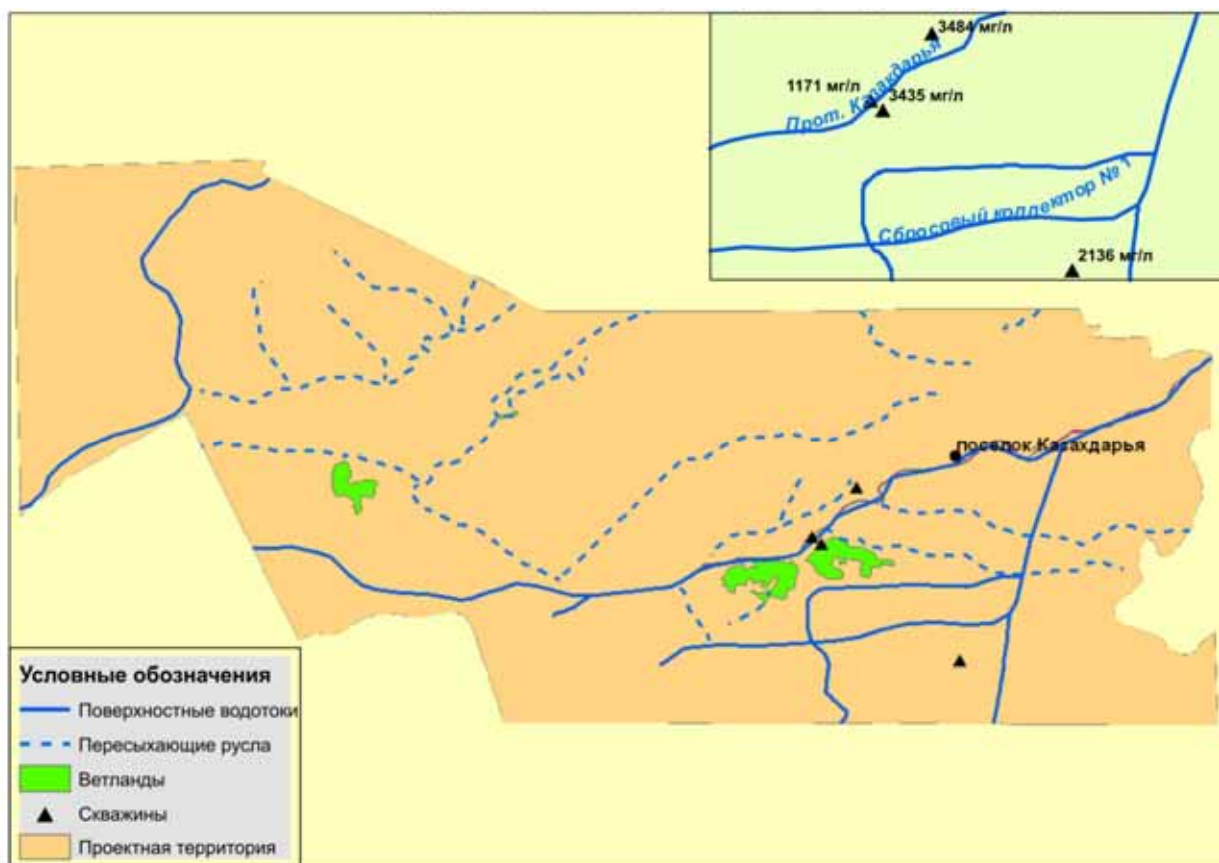 3484 мг/л
Прот. Казакдарья
1171 мг/л
3435 мг/л
Сбросовый коллектор № 1
2136 мг/л
поселок Казахдарья
Условные обозначения
Поверхностные водотоки
Пересыхающие русла
Ветланды
Скважины
Проектная территория